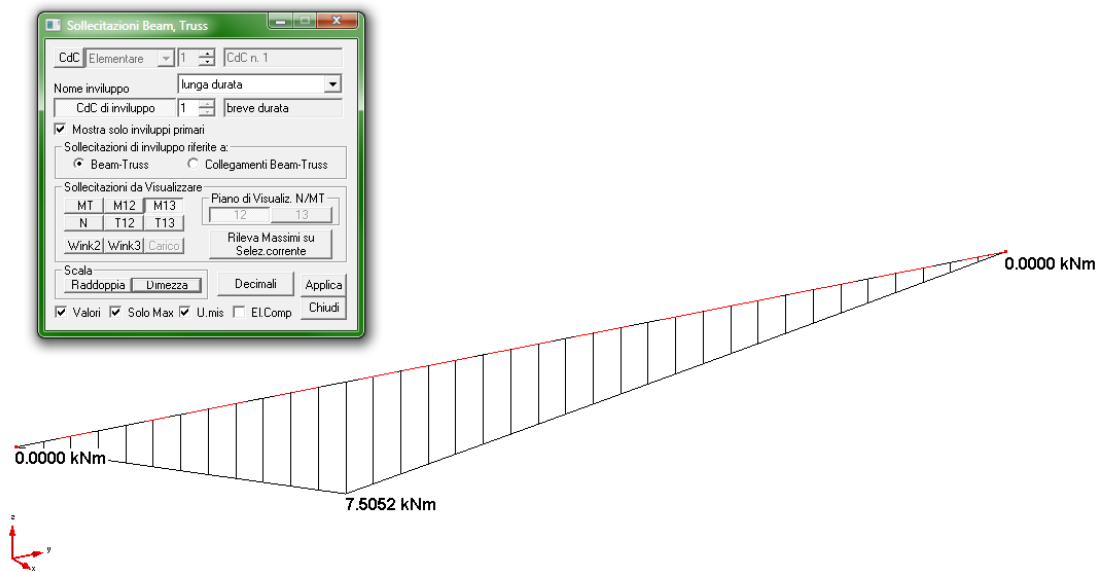 Sollecitazioni Beam, Truss
CdC Elementare 1 CdC n. 1
Nome inviluppo lunga durata
CdC di inviluppo 1 breve durata
Mostra solo inviluppi primari
Sollecitazioni di inviluppo riferite a:
Beam-Truss Collegamenti Beam-Truss
Sollecitazioni da Visualizzare
MT M12 M13
N T12 T13
Wink2 Wink3 Carico
Piano di Visualiz. N/MT
12 13
Rileva Massimi su
Selez.corrente
Scala
Raddoppia Dimezza
Decimali Applica
Valori Solo Max U.mis El.Comp Chiudi
0.0000 kNm
0.0000 kNm
7.5052 kNm
z
y
x